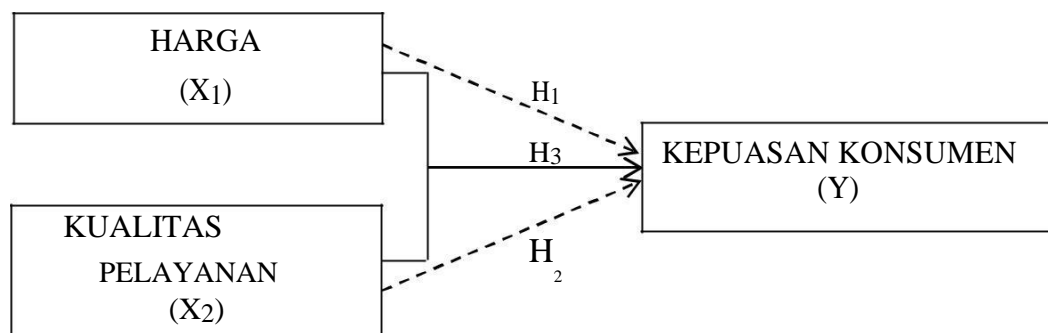 HARGA
(X1)
H1
H3
KEPUASAN KONSUMEN
(Y)
KUALITAS
PELAYANAN
(X2)
H2